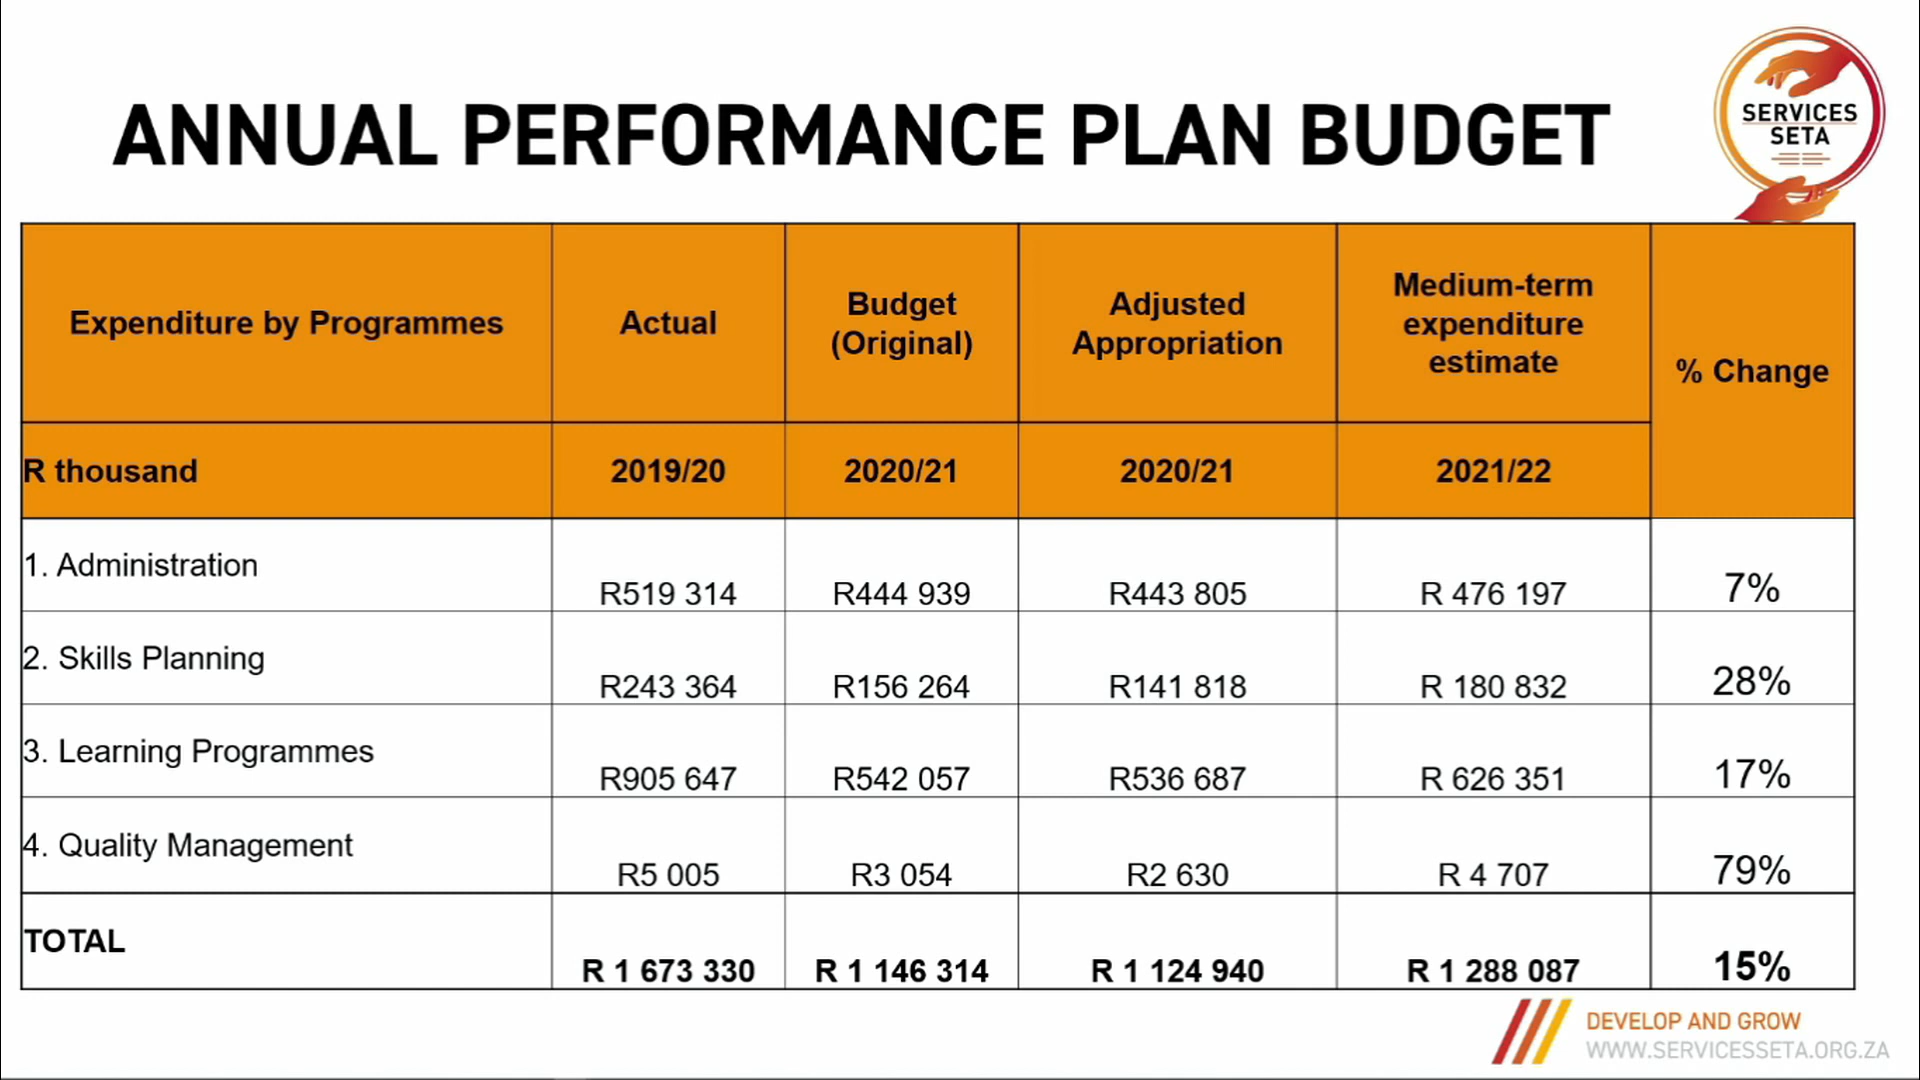 ANNUAL PERFORMANCE PLAN BUDGET
SERVICES
SETA
Expenditure by Programmes
Actual
Budget
(Original)
Adjusted
Appropriation
Medium-term
expenditure
estimate
% Change
R thousand 2019/20 2020/21 2020/21 2021/22
1. Administration R519 314 R444 939 R443 805 R 476 197 7%
2. Skills Planning R243 364 R156 264 R141 818 R 180 832 28%
3. Learning Programmes R905 647 R542 057 R536 687 R 626 351 17%
4. Quality Management R5 005 R3 054 R2 630 R 4 707 79%
TOTAL R 1 673 330 R 1 146 314 R 1 124 940 R 1 288 087 15%
DEVELOP AND GROW
WWW.SERVICESSETA.ORG.ZA